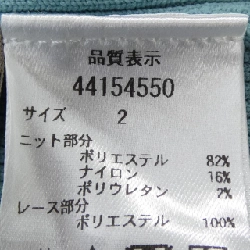 品質表示
44154550
サイズ 2
ニット部分
ポリエステル 82%
ナイロン 16%
ポリウレタン 2%
レース部分
ポリエステル 100%